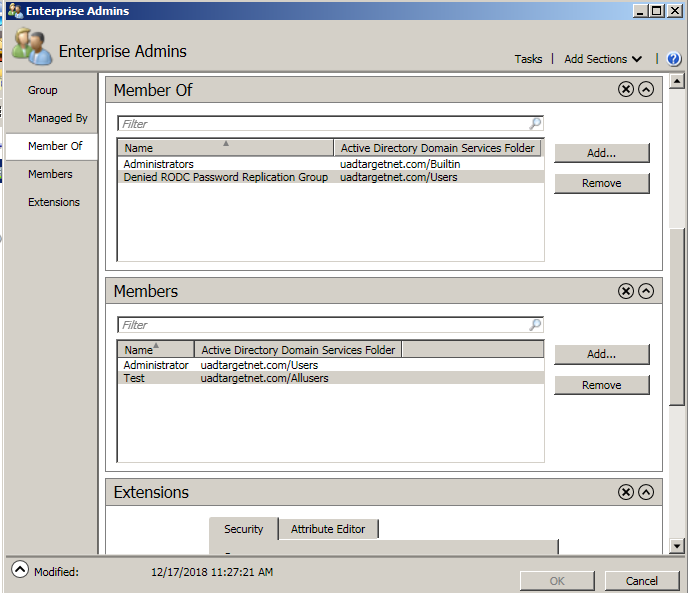 Enterprise Admins
Enterprise Admins
Tasks | Add Sections | ?
Group
Managed By
Member Of
Members
Extensions
Member Of
Filter
Name Active Directory Domain Services Folder
Administrators uadtargetnet.com/Builtin
Denied RODC Password Replication Group uadtargetnet.com/Users
Add...
Remove
Members
Filter
Name Active Directory Domain Services Folder
Administrator uadtargetnet.com/Users
Test uadtargetnet.com/Allusers
Add...
Remove
Extensions
Security Attribute Editor
Modified: 12/17/2018 11:27:21 AM
OK Cancel